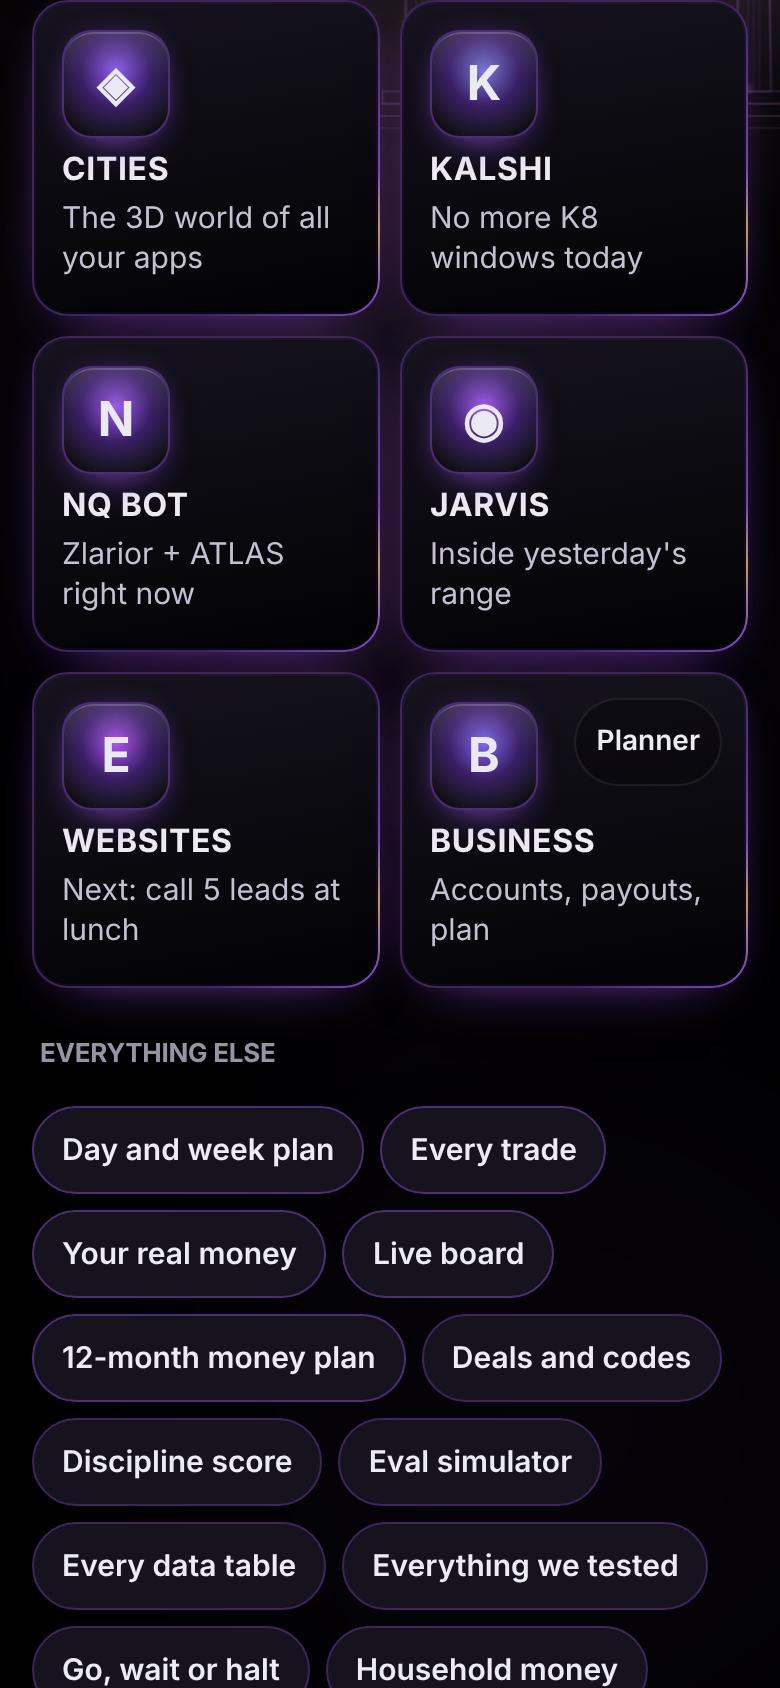 CITIES
The 3D world of all
your apps
K
KALSHI
No more K8
windows today
N
NQ BOT
Zlarior + ATLAS
right now
JARVIS
Inside yesterday's
range
E
WEBSITES
Next: call 5 leads at
lunch
B
Planner
BUSINESS
Accounts, payouts,
plan
EVERYTHING ELSE
Day and week plan
Every trade
Your real money
Live board
12-month money plan
Deals and codes
Discipline score
Eval simulator
Every data table
Everything we tested
Go, wait or halt
Household money